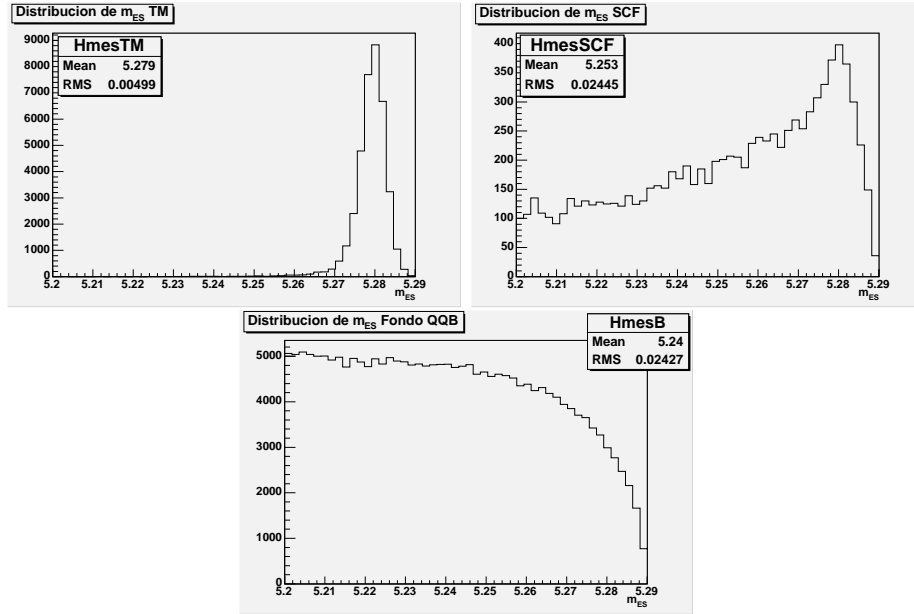 Distribucion de mES TM
HmesTM
Mean 5.279
RMS 0.00499
9000
8000
7000
6000
5000
4000
3000
2000
1000
0
5.2 5.21 5.22 5.23 5.24 5.25 5.26 5.27 5.28 5.29
mES
Distribucion de mES SCF
HmesSCF
Mean 5.253
RMS 0.02445
400
350
300
250
200
150
100
50
0
5.2 5.21 5.22 5.23 5.24 5.25 5.26 5.27 5.28 5.29
mES
Distribucion de mES Fondo QQB
HmesB
Mean 5.24
RMS 0.02427
5000
4000
3000
2000
1000
0
5.2 5.21 5.22 5.23 5.24 5.25 5.26 5.27 5.28 5.29
mES